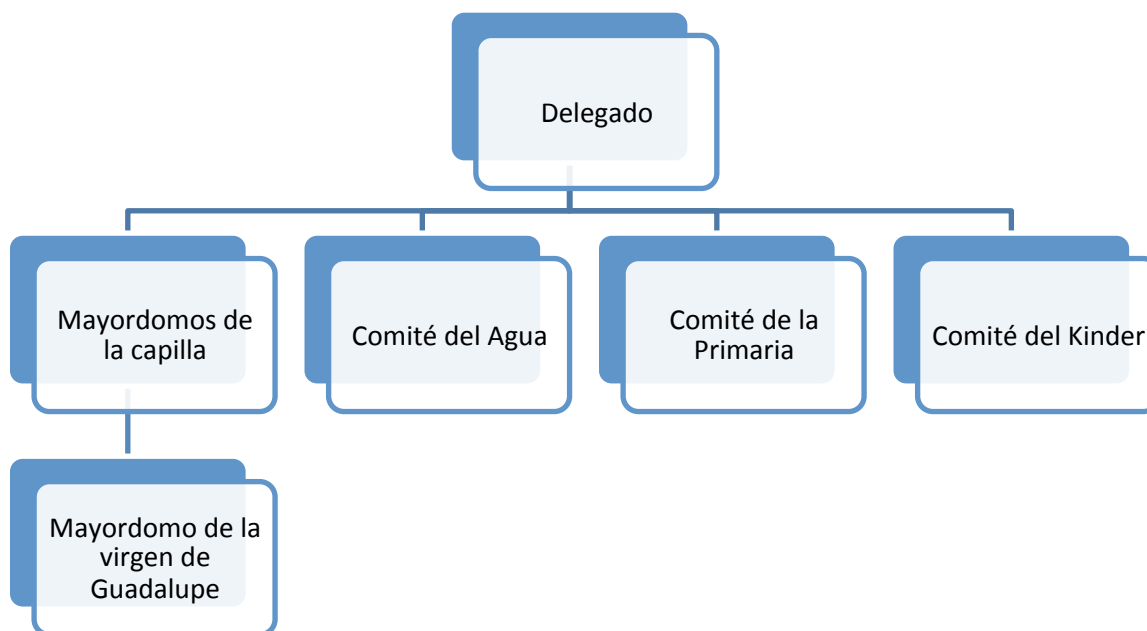 Delegado
Mayordomos de
la capilla
Comité del Agua
Comité de la
Primaria
Comité del Kinder
Mayordomo de la
virgen de
Guadalupe